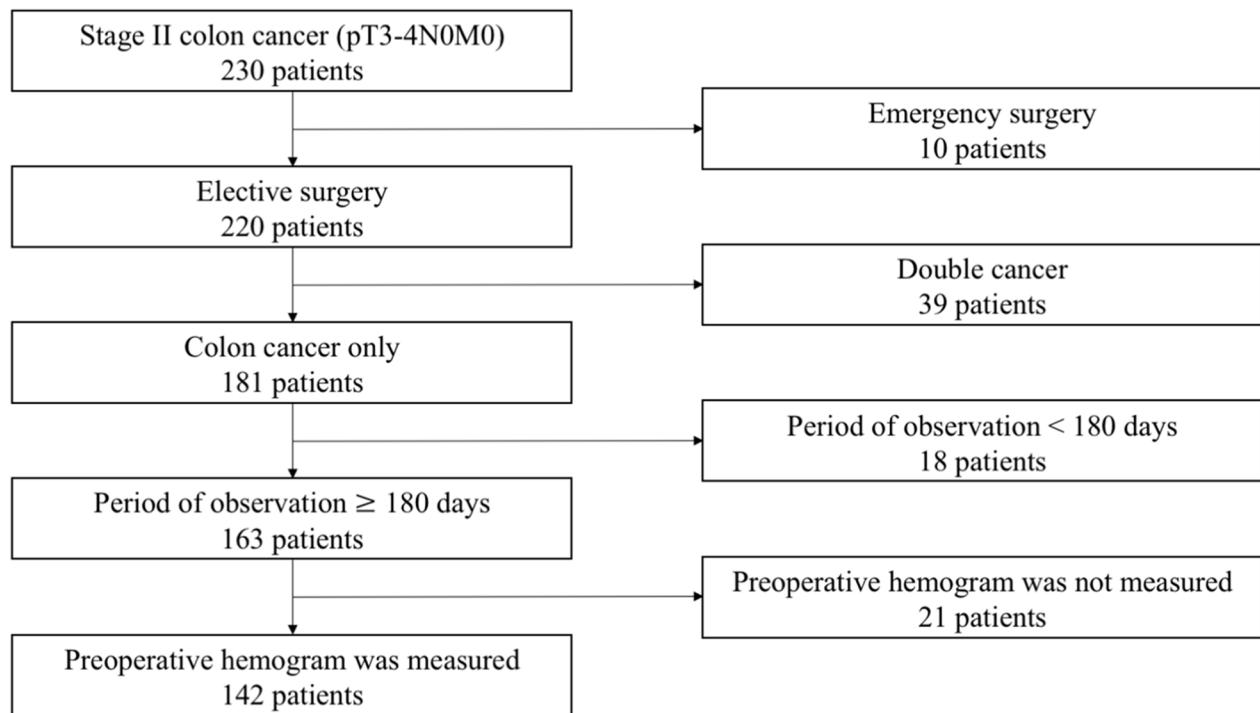 Stage II colon cancer (pT3-4N0M0)
230 patients
Emergency surgery
10 patients
Elective surgery
220 patients
Double cancer
39 patients
Colon cancer only
181 patients
Period of observation < 180 days
18 patients
Period of observation ≥ 180 days
163 patients
Preoperative hemogram was not measured
21 patients
Preoperative hemogram was measured
142 patients